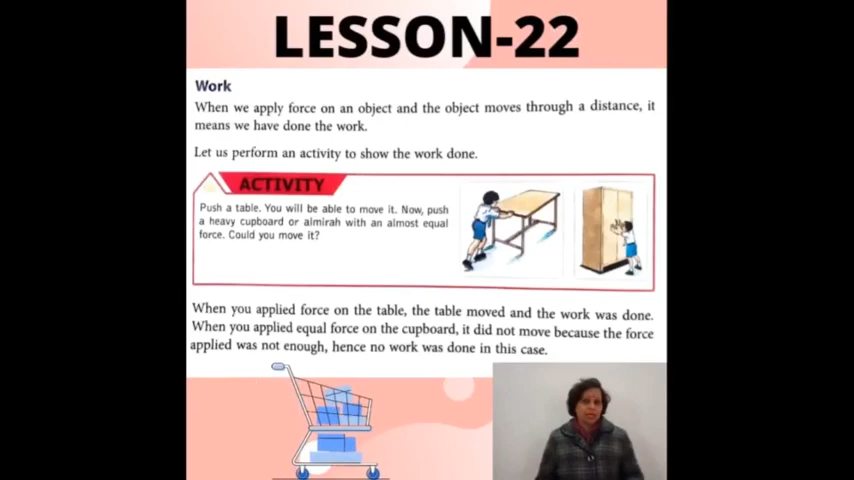 LESSON-22
Work
When we apply force on an object and the object moves through a distance, it
means we have done the work.
Let us perform an activity to show the work done.
ACTIVITY
Push a table. You will be able to move it. Now, push
a heavy cupboard or almirah with an almost equal
force. Could you move it?
When you applied force on the table, the table moved and the work was done.
When you applied equal force on the cupboard, it did not move because the force
applied was not enough, hence no work was done in this case.